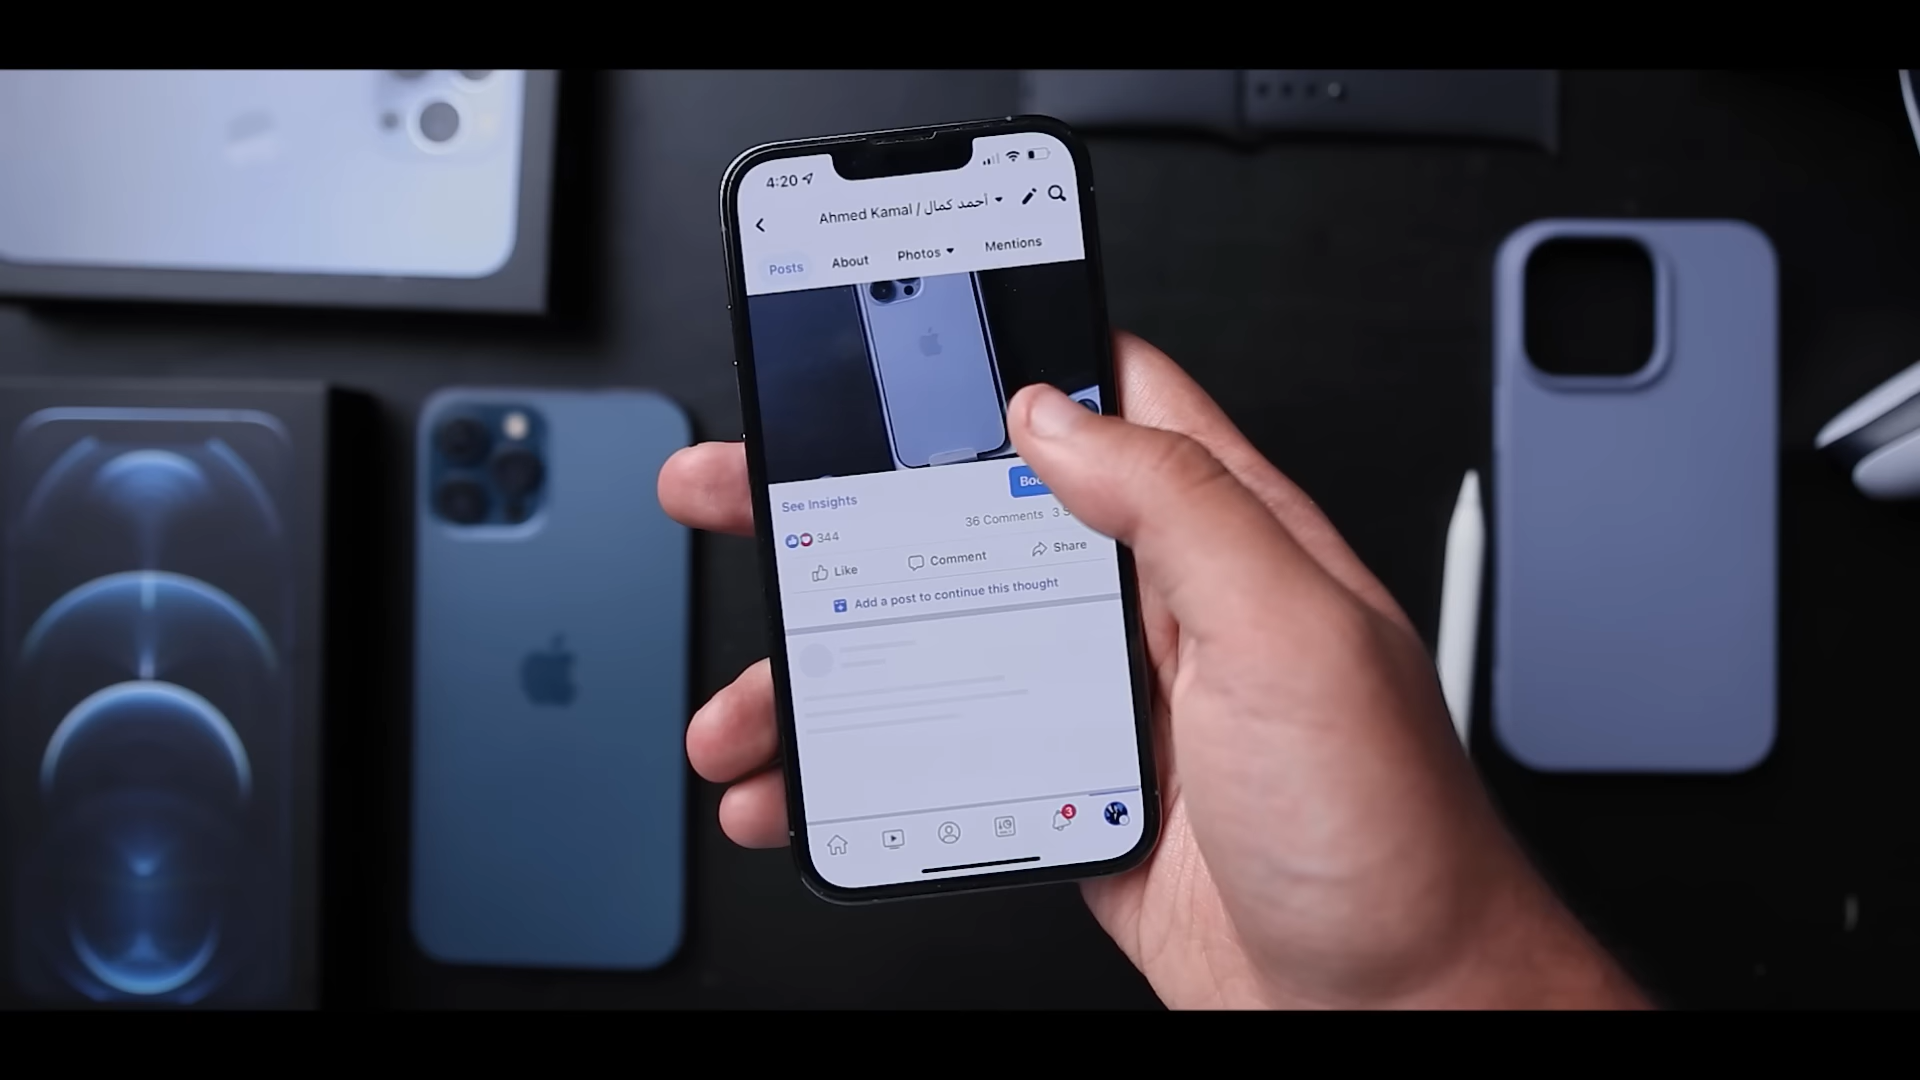 4:20
Ahmed Kamal / أحمد كمال
Posts About Photos Mentions
See Insights
344 36 Comments 3
Like Comment Share
Add a post to continue this thought
3